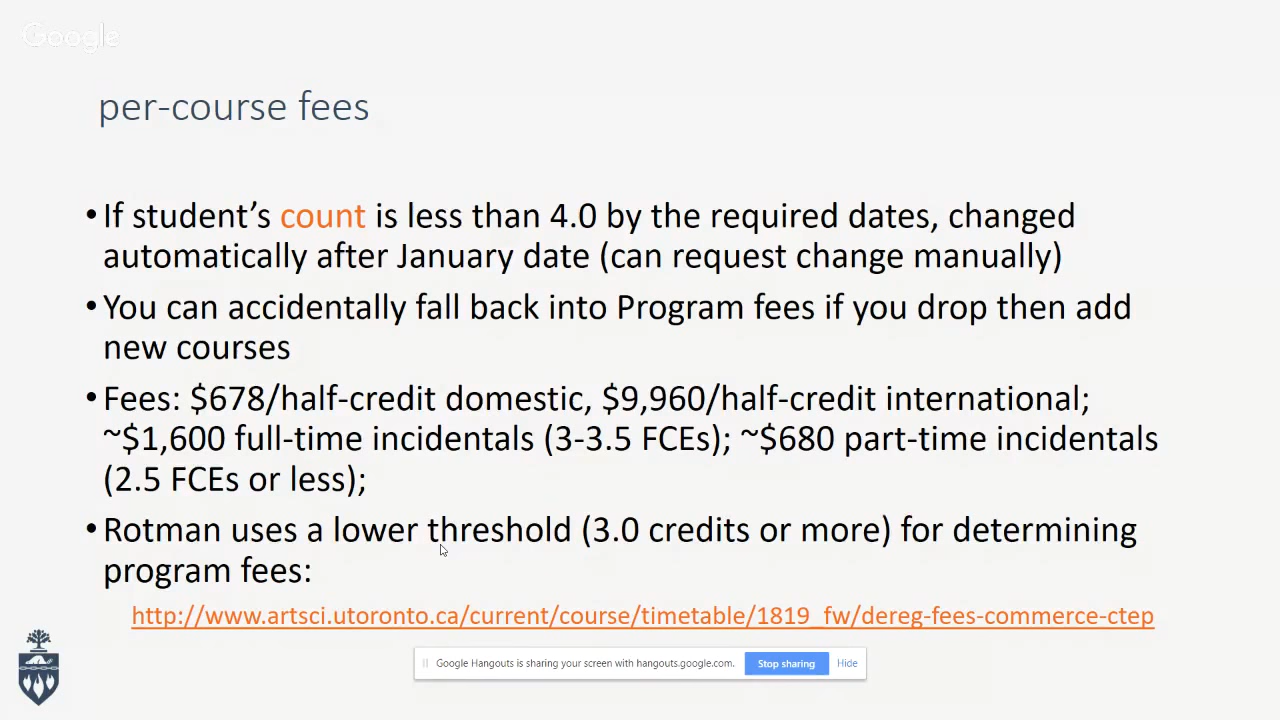 Google
per-course fees
•If student’s count is less than 4.0 by the required dates, changed
automatically after January date (can request change manually)
•You can accidentally fall back into Program fees if you drop then add
new courses
•Fees: $678/half-credit domestic, $9,960/half-credit international;
~$1,600 full-time incidentals (3-3.5 FCEs); ~$680 part-time incidentals
(2.5 FCEs or less);
•Rotman uses a lower threshold (3.0 credits or more) for determining
program fees:
http://www.artsci.utoronto.ca/current/course/timetable/1819_fw/dereg-fees-commerce-ctep
Google Hangouts is sharing your screen with hangouts.google.com. Stop sharing Hide